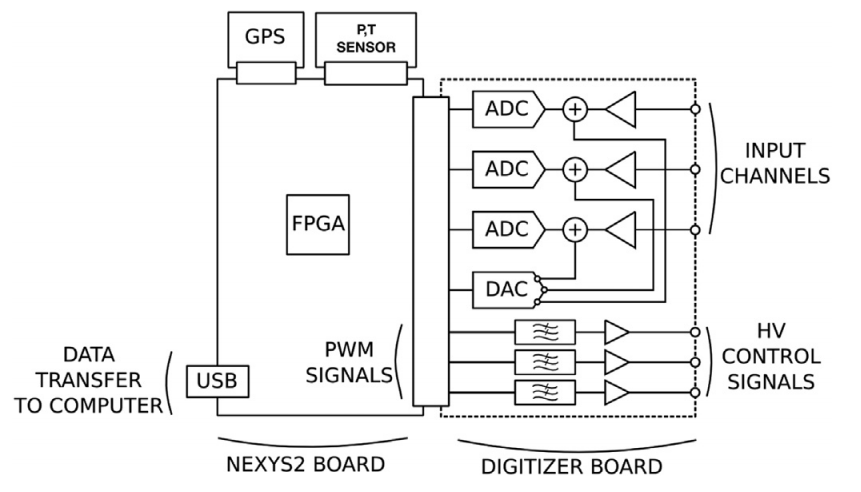 GPS
P,T
SENSOR
ADC
ADC
ADC
DAC
INPUT
CHANNELS
FPGA
PWM
SIGNALS
HV
CONTROL
SIGNALS
DATA
TRANSFER
TO COMPUTER
USB
NEXYS2 BOARD
DIGITIZER BOARD